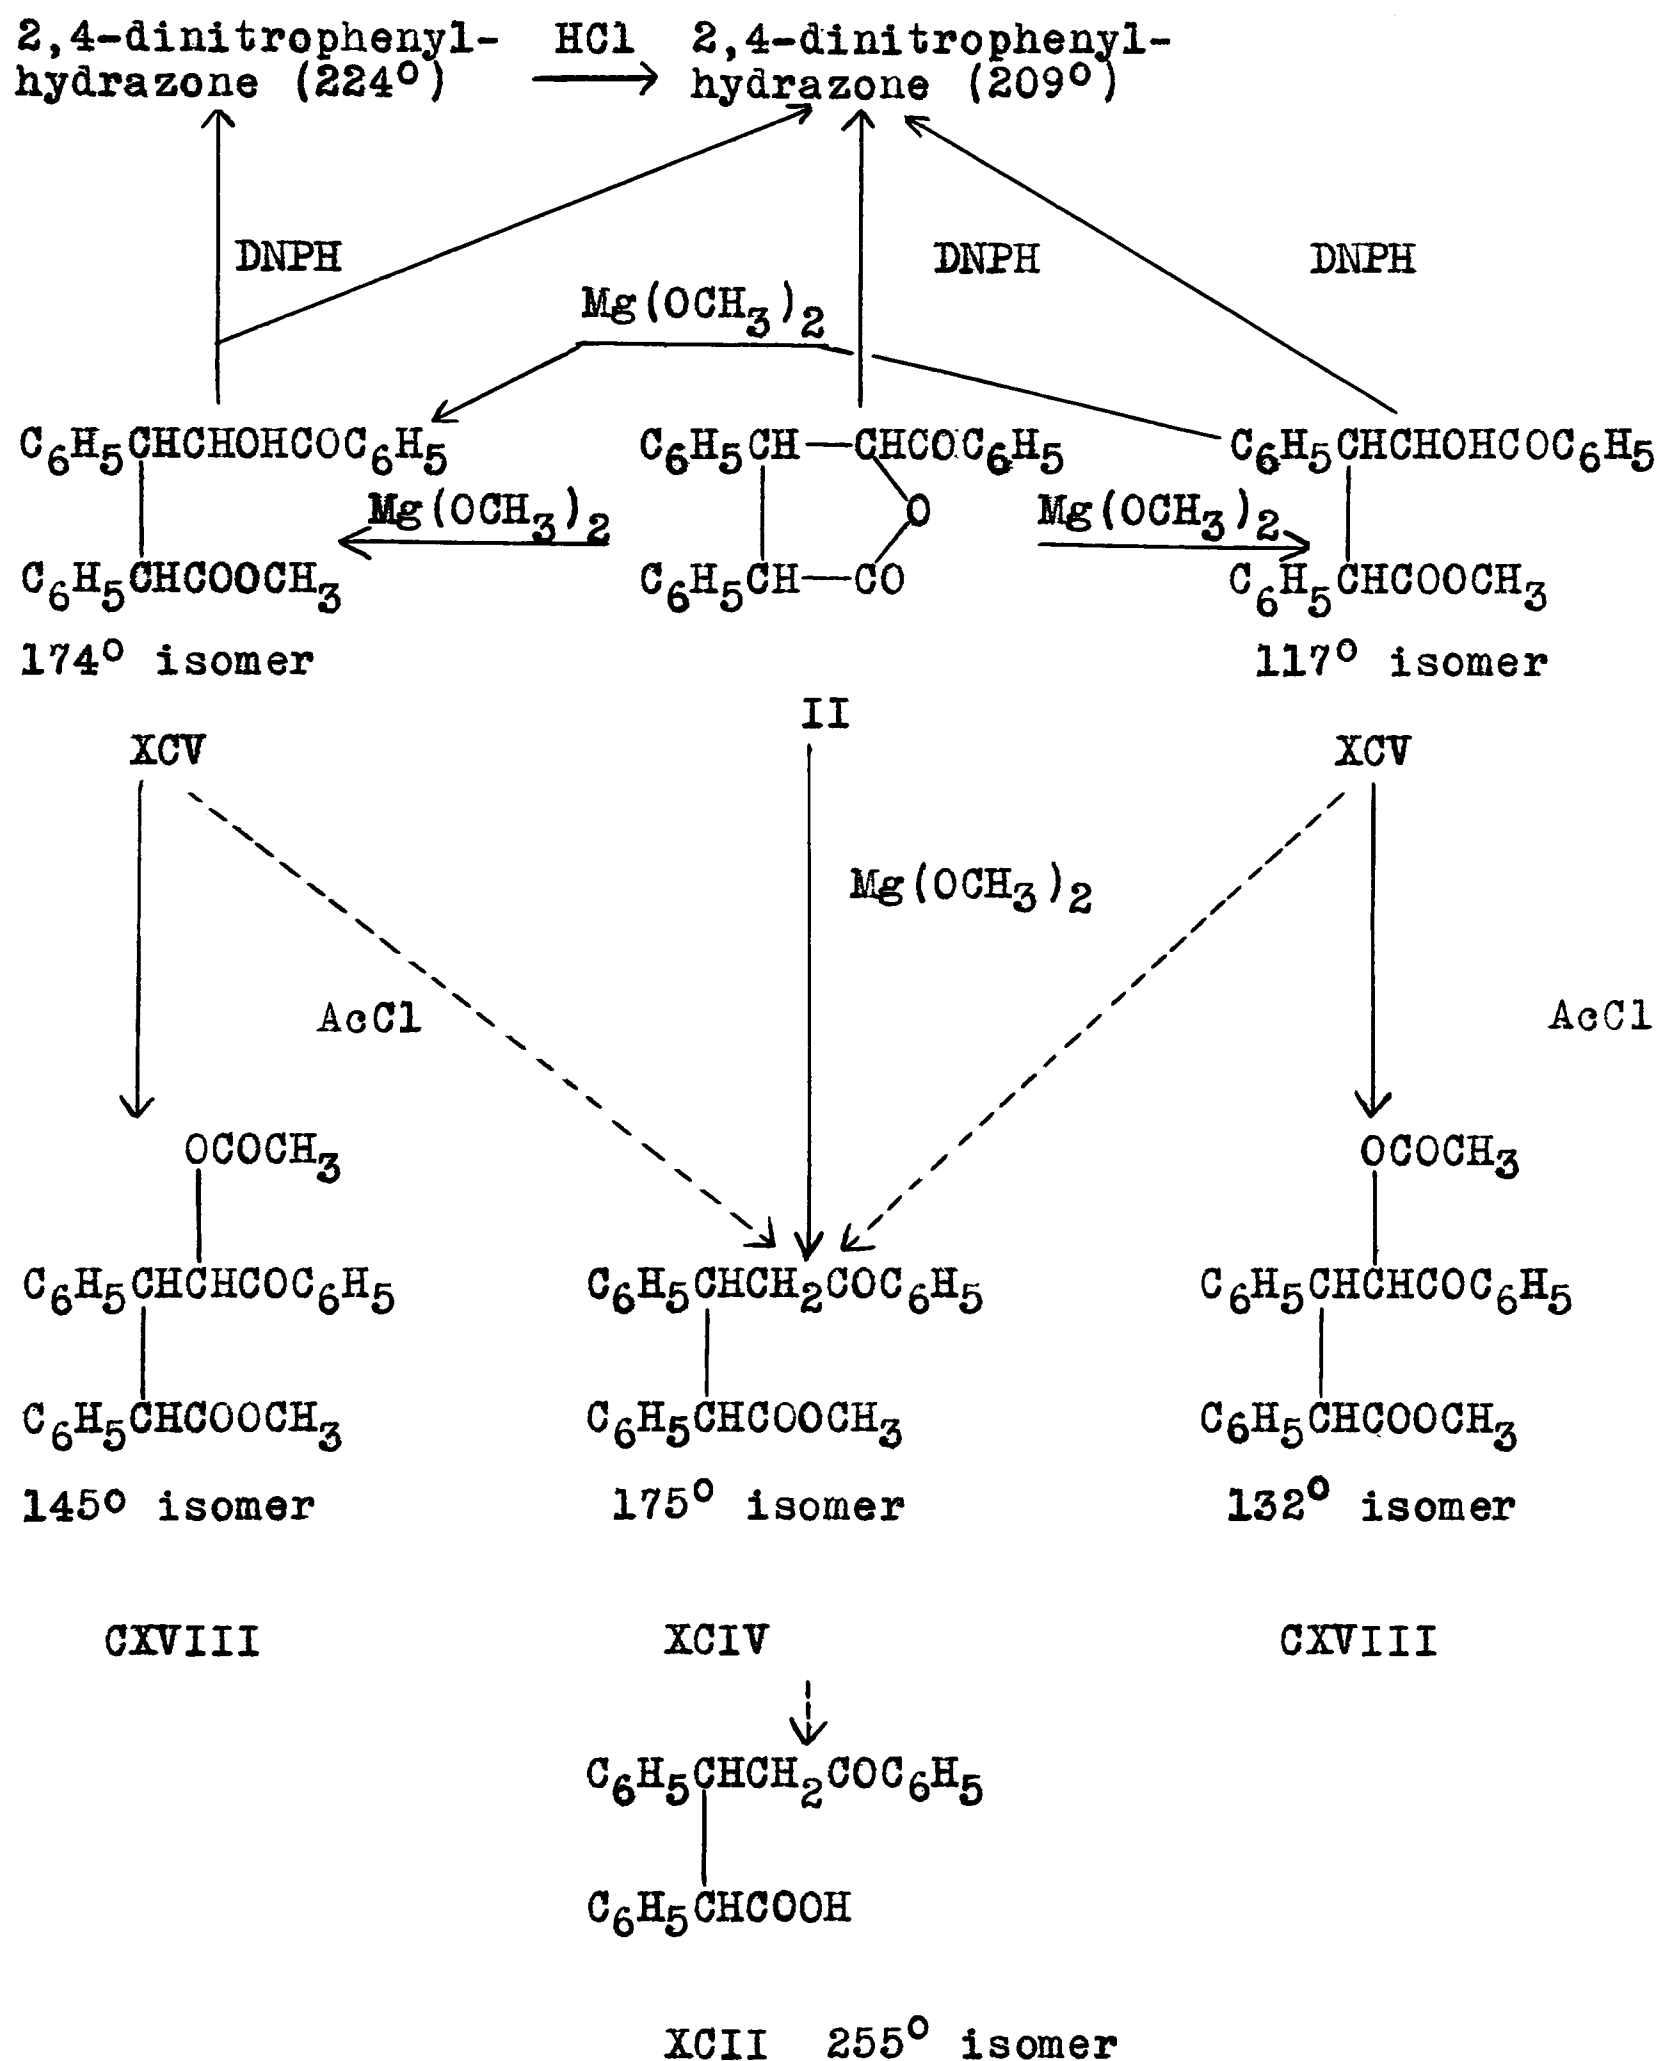 2,4-dinitrophenyl- HCl 2,4-dinitrophenyl-
hydrazone (224°) hydrazone (209°)
DNPH DNPH DNPH
Mg(OCH3)2
C6H5CHCHOHCOC6H5 C6H5CH—CHCOC6H5 C6H5CHCHOHCOC6H5
Mg(OCH3)2 O Mg(OCH3)2
C6H5CHCOOCH3 C6H5CH—CO C6H5CHCOOCH3
174° isomer 117° isomer
II
XCV XCV
Mg(OCH3)2
AcCl AcCl
OCOCH3 OCOCH3
C6H5CHCHCOC6H5 C6H5CHCH2COC6H5 C6H5CHCHCOC6H5
C6H5CHCOOCH3 C6H5CHCOOCH3 C6H5CHCOOCH3
145° isomer 175° isomer 132° isomer
CXVIII XCIV CXVIII
C6H5CHCH2COC6H5
C6H5CHCOOH
XCII 255° isomer